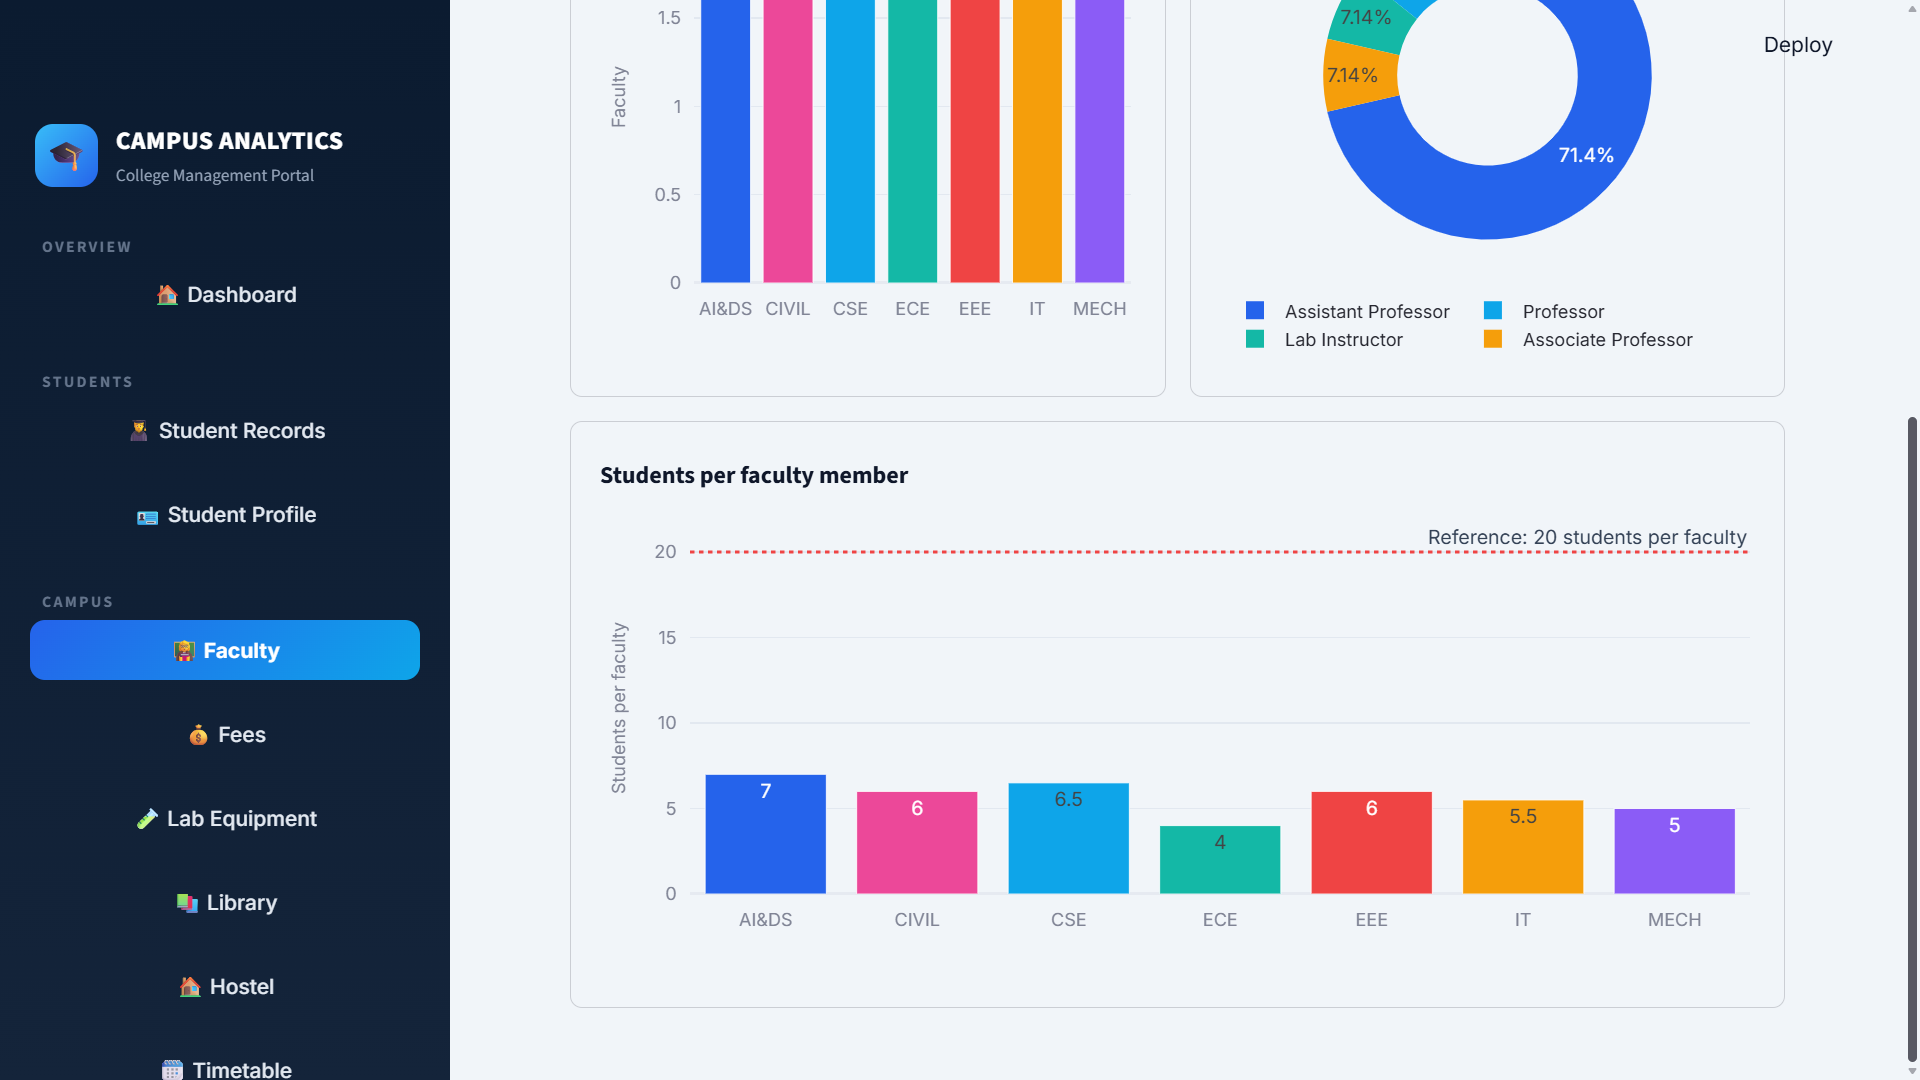 CAMPUS ANALYTICS
College Management Portal
OVERVIEW
Dashboard
STUDENTS
Student Records
Student Profile
CAMPUS
Faculty
Fees
Lab Equipment
Library
Hostel
Timetable
Deploy
Faculty
1.5
1
0.5
0
AI&DS CIVIL CSE ECE EEE IT MECH
7.14%
7.14%
71.4%
Assistant Professor Professor
Lab Instructor Associate Professor
Students per faculty member
Reference: 20 students per faculty
Students per faculty
20
15
10
5
0
7 6 6.5 4 6 5.5 5
AI&DS CIVIL CSE ECE EEE IT MECH